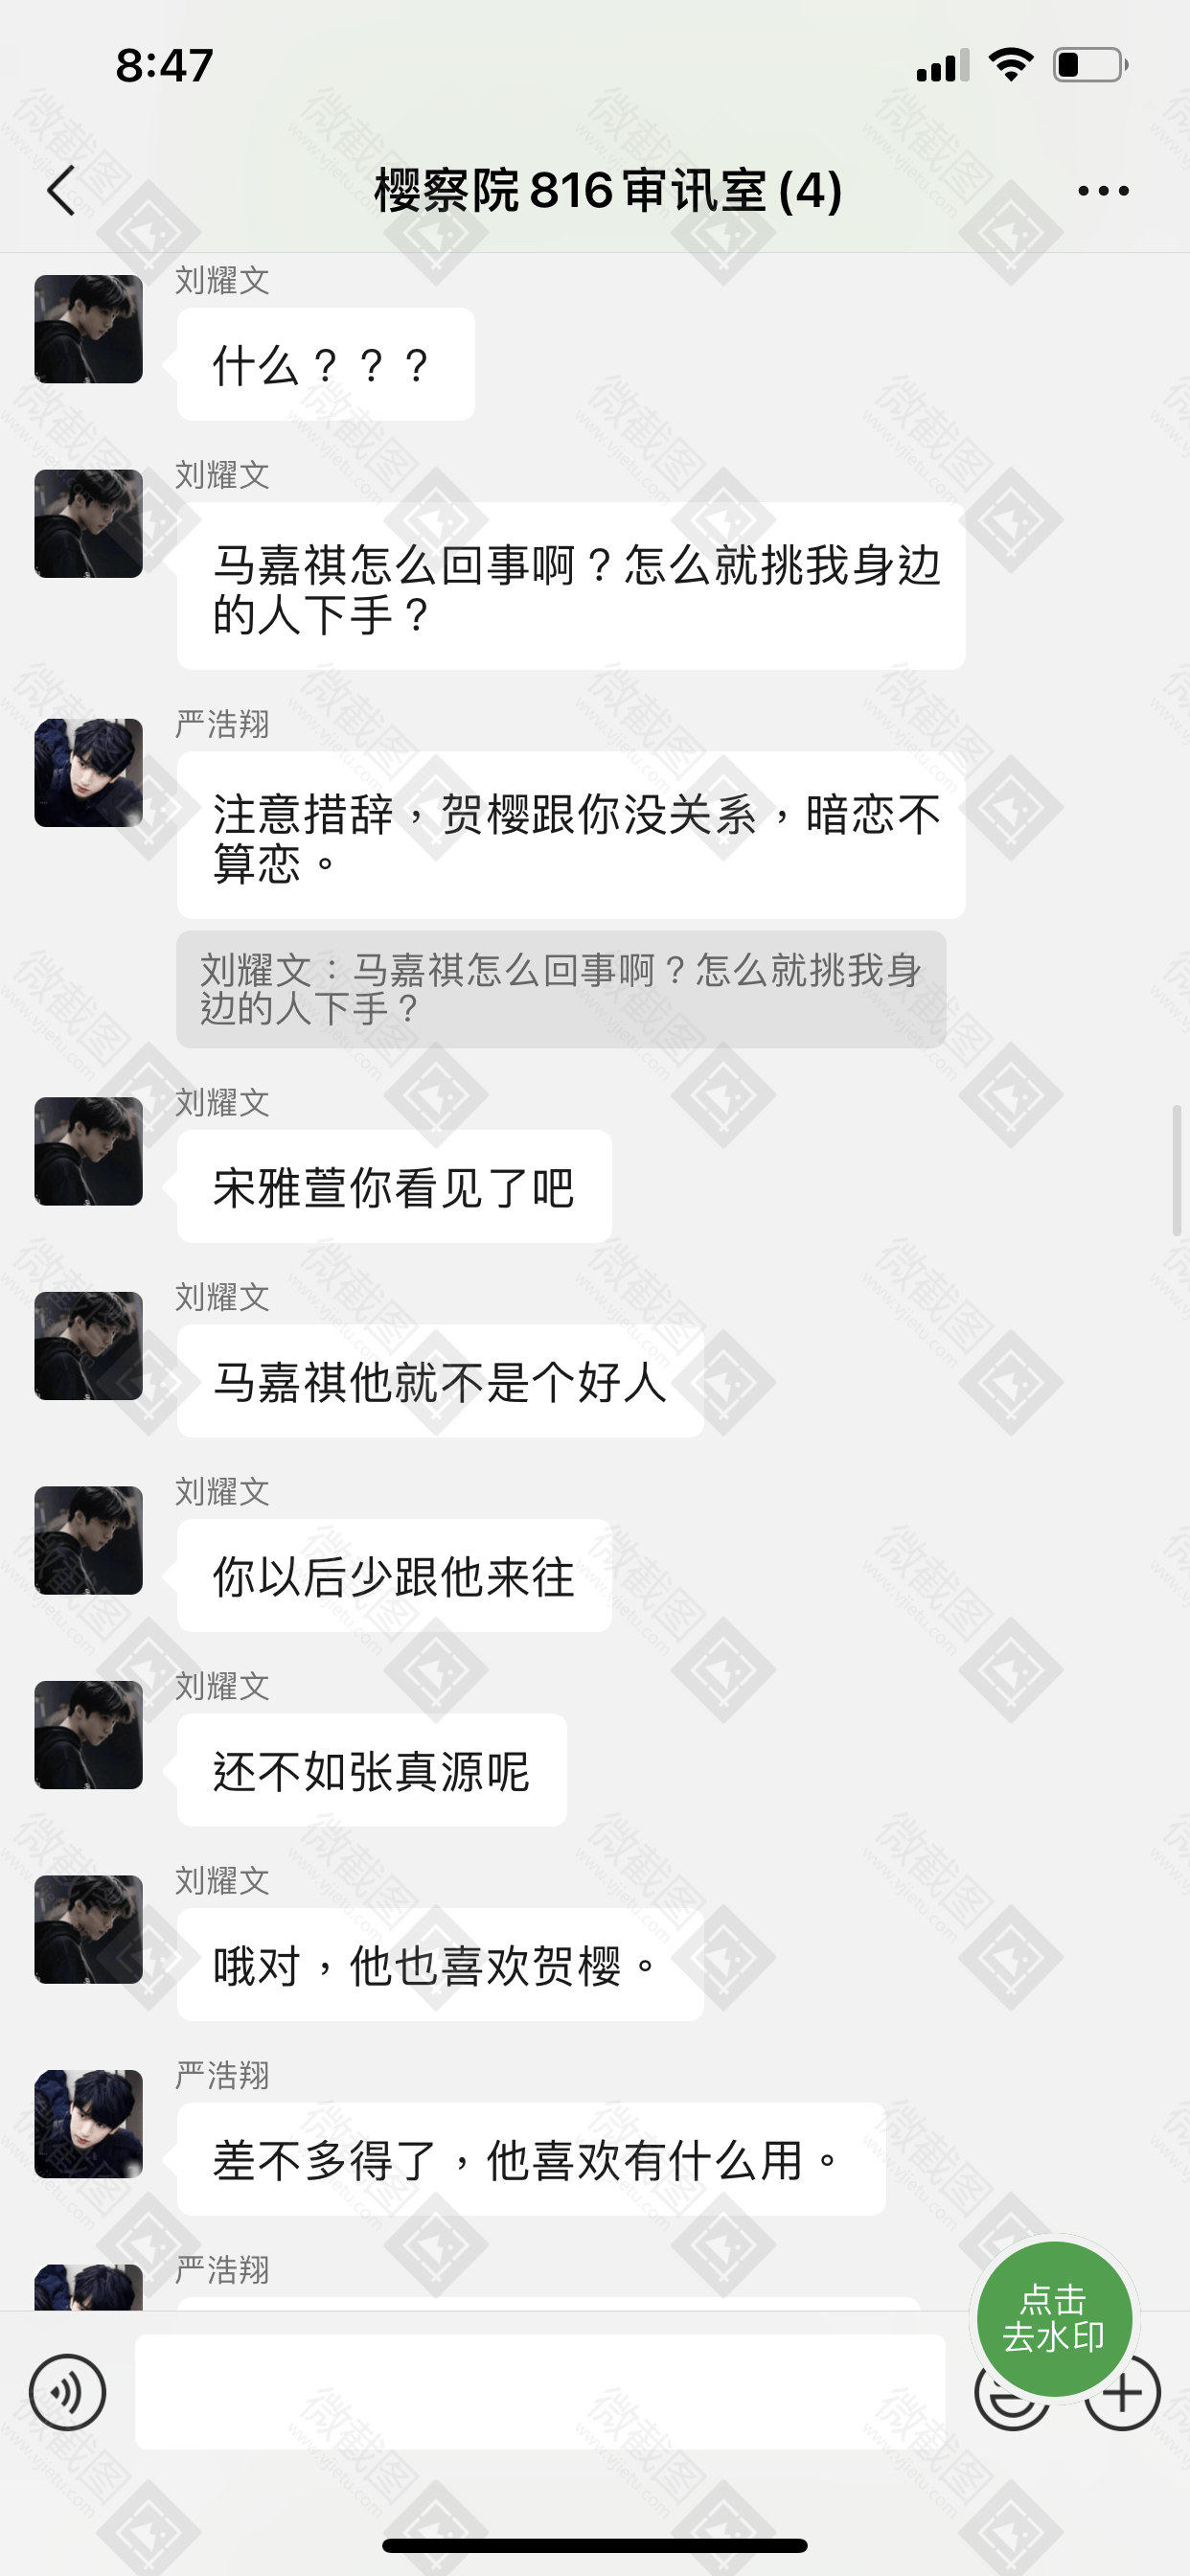 8:47
樱察院816审讯室(4)
刘耀文
什么？？？
刘耀文
马嘉祺怎么回事啊？怎么就挑我身边
的人下手？
严浩翔
注意措辞，贺樱跟你没关系，暗恋不
算恋。
刘耀文：马嘉祺怎么回事啊？怎么就挑我身
边的人下手？
刘耀文
宋雅萱你看见了吧
刘耀文
马嘉祺他就不是个好人
刘耀文
你以后少跟他来往
刘耀文
还不如张真源呢
刘耀文
哦对，他也喜欢贺樱。
严浩翔
差不多得了，他喜欢有什么用。
严浩翔
点击
去水印
微截图
www.vjietu.com